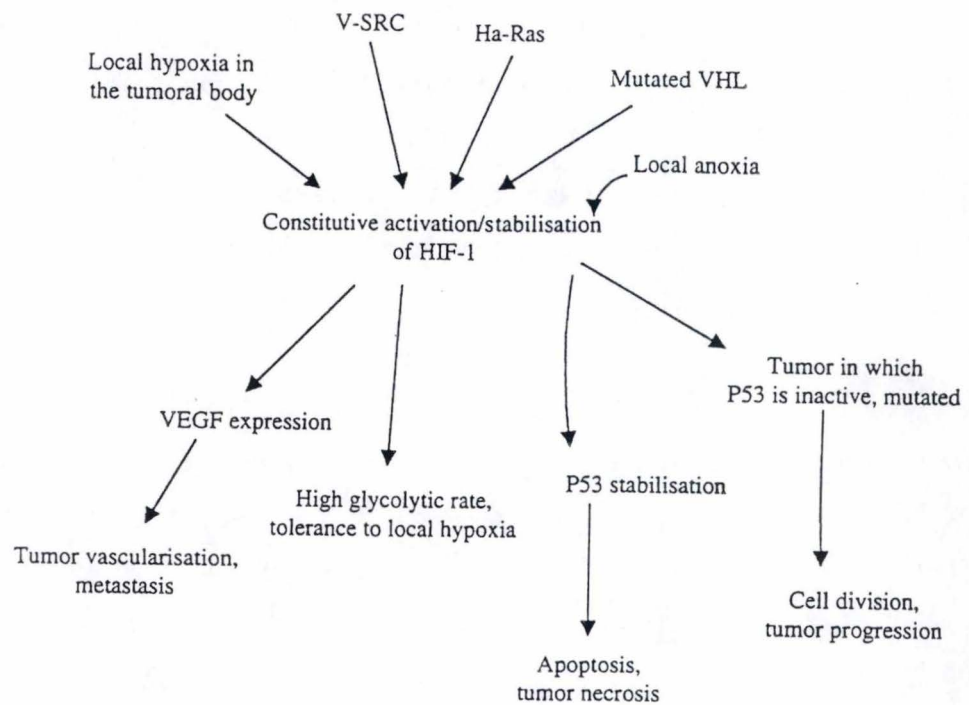 V-SRC
Ha-Ras
Local hypoxia in
the tumoral body
Mutated VHL
Local anoxia
Constitutive activation/stabilisation
of HIF-1
Tumor in which
P53 is inactive, mutated
VEGF expression
P53 stabilisation
High glycolytic rate,
tolerance to local hypoxia
Tumor vascularisation,
metastasis
Cell division,
tumor progression
Apoptosis,
tumor necrosis